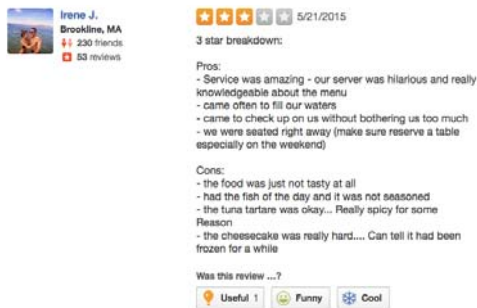 Irene J.
Brookline, MA
230 friends
53 reviews
5/21/2015
3 star breakdown:
Pros:
- Service was amazing - our server was hilarious and really
knowledgeable about the menu
- came often to fill our waters
- came to check up on us without bothering us too much
- we were seated right away (make sure reserve a table
especially on the weekend)
Cons:
- the food was just not tasty at all
- had the fish of the day and it was not seasoned
- the tuna tartare was okay... Really spicy for some
Reason
- the cheesecake was really hard.... Can tell it had been
frozen for a while
Was this review ...?
Useful 1
Funny
Cool